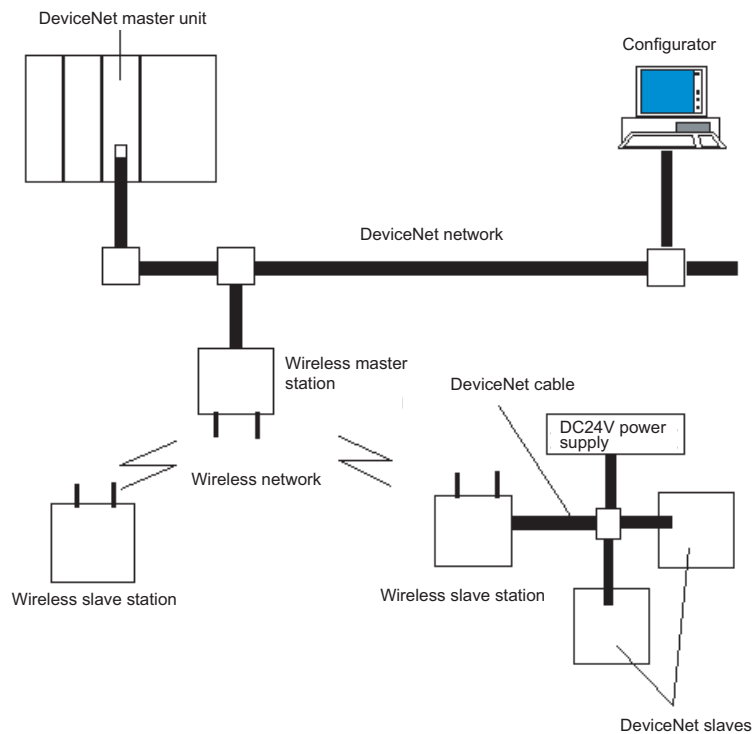 DeviceNet master unit
Configurator
DeviceNet network
Wireless master
station
DeviceNet cable
DC24V power
supply
Wireless network
Wireless slave station
Wireless slave station
DeviceNet slaves